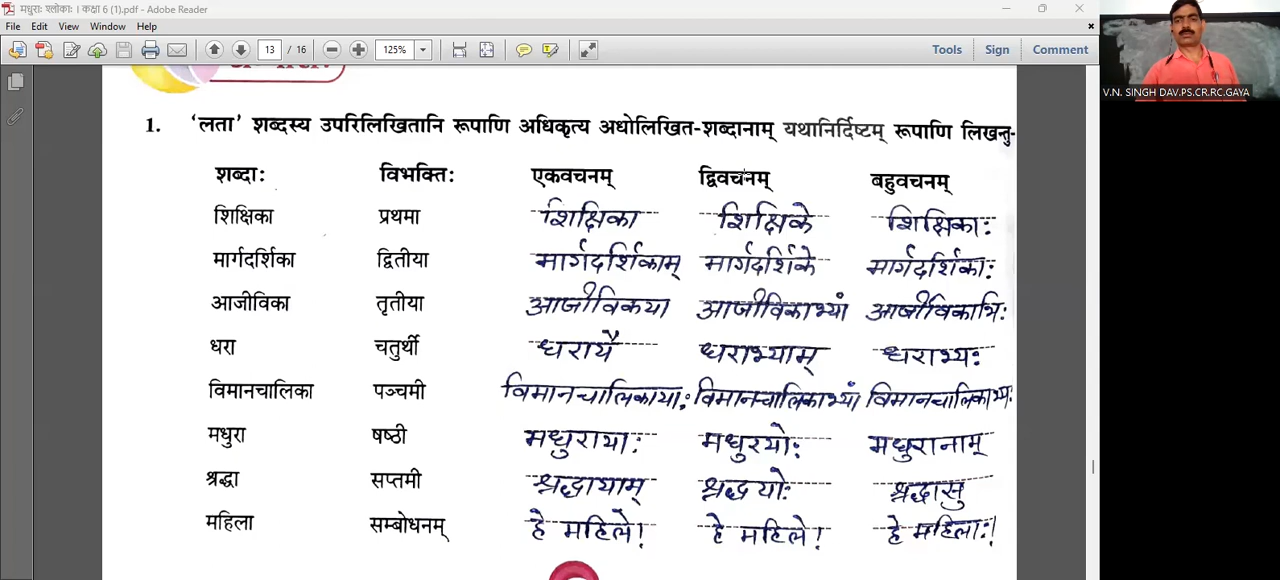 मधुराः श्लोकाः । कक्षा 6 (1).pdf - Adobe Reader
File Edit View Window Help
13 / 16 125% Tools Sign Comment
V.N. SINGH DAV.PS.CR.RC.GAYA
1. ‘लता’ शब्दस्य उपरिलिखितानि रूपाणि अधिकृत्य अधोलिखित-शब्दानाम् यथानिर्दिष्टम् रूपाणि लिखन्तु-
शब्दाः विभक्तिः एकवचनम् द्विवचनम् बहुवचनम्
शिक्षिका प्रथमा शिक्षिका शिक्षिके शिक्षिकाः
मार्गदर्शिका द्वितीया मार्गदर्शिकाम् मार्गदर्शिके मार्गदर्शिकाः
आजीविका तृतीया आजीविकया आजीविकाभ्यां आजीविकाभिः
धरा चतुर्थी धरायै धराभ्याम् धराभ्यः
विमानचालिका पञ्चमी विमानचालिकायाः विमानचालिकाभ्यां विमानचालिकाभ्यः
मधुरा षष्ठी मधुरायाः मधुरयोः मधुरानाम्
श्रद्धा सप्तमी श्रद्धायाम् श्रद्धयोः श्रद्धासु
महिला सम्बोधनम् हे महिले! हे महिले! हे महिलाः!